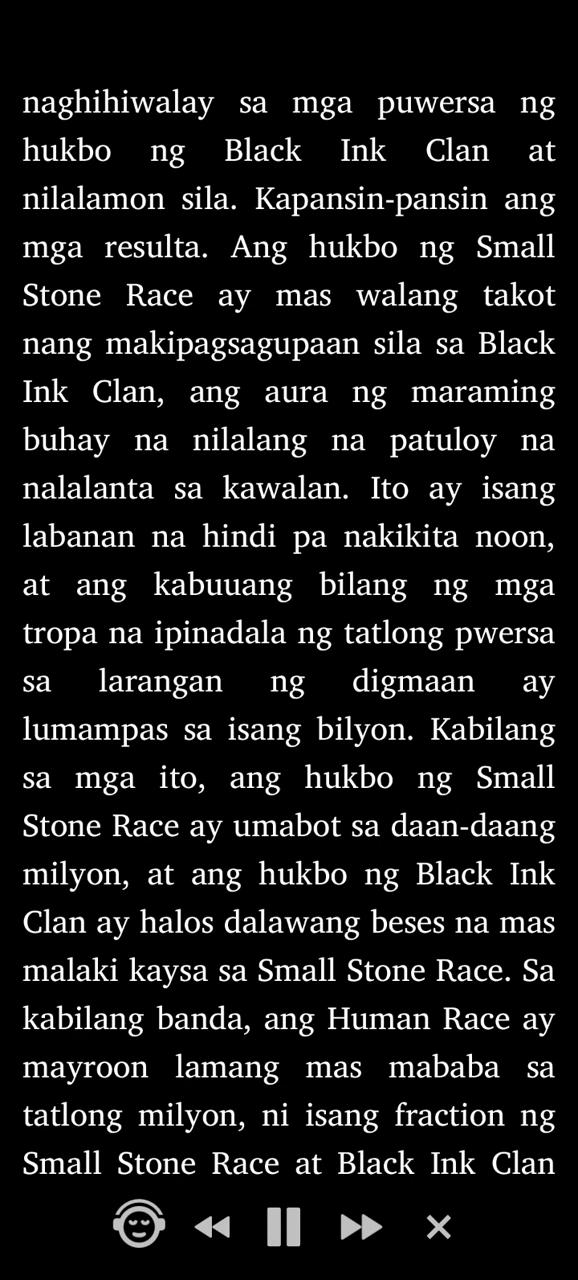 naghihiwalay sa mga puwersa ng
hukbo ng Black Ink Clan at
nilalamon sila. Kapansin-pansin ang
mga resulta. Ang hukbo ng Small
Stone Race ay mas walang takot
nang makipagsagupaan sila sa Black
Ink Clan, ang aura ng maraming
buhay na nilalang na patuloy na
nalalanta sa kawalan. Ito ay isang
labanan na hindi pa nakikita noon,
at ang kabuuang bilang ng mga
tropa na ipinadala ng tatlong pwersa
sa larangan ng digmaan ay
lumampas sa isang bilyon. Kabilang
sa mga ito, ang hukbo ng Small
Stone Race ay umabot sa daan-daang
milyon, at ang hukbo ng Black Ink
Clan ay halos dalawang beses na mas
malaki kaysa sa Small Stone Race. Sa
kabilang banda, ang Human Race ay
mayroon lamang mas mababa sa
tatlong milyon, ni isang fraction ng
Small Stone Race at Black Ink Clan